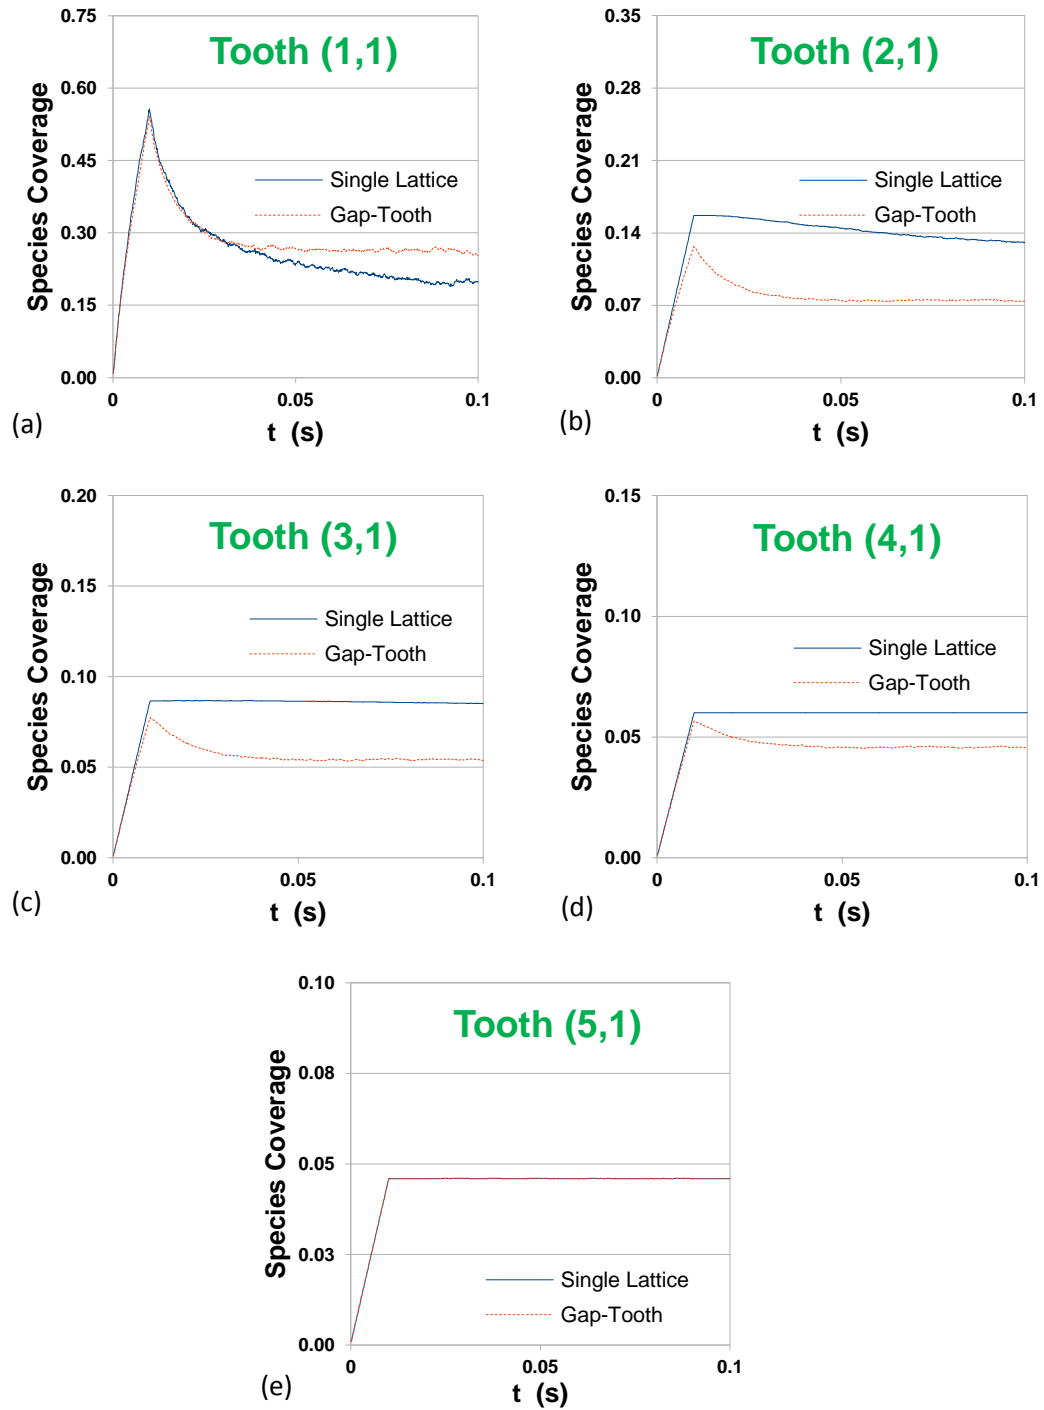 Tooth (1,1)
Species Coverage
0.75
0.60
0.45
0.30
0.15
0.00
Single Lattice
Gap-Tooth
0
0.05
0.1
t (s)
(a)
Tooth (2,1)
Species Coverage
0.35
0.28
0.21
0.14
0.07
0.00
Single Lattice
Gap-Tooth
0
0.05
0.1
t (s)
(b)
Tooth (3,1)
Species Coverage
0.20
0.15
0.10
0.05
0.00
Single Lattice
Gap-Tooth
0
0.05
0.1
t (s)
(c)
Tooth (4,1)
Species Coverage
0.15
0.10
0.05
0.00
Single Lattice
Gap-Tooth
0
0.05
0.1
t (s)
(d)
Tooth (5,1)
Species Coverage
0.10
0.08
0.05
0.03
0.00
Single Lattice
Gap-Tooth
0
0.05
0.1
t (s)
(e)